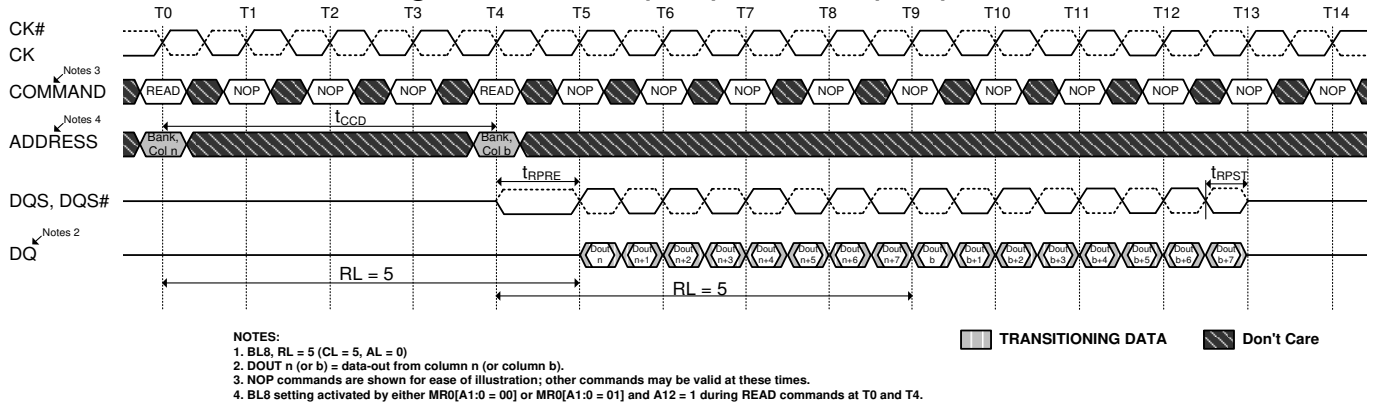 T0 T1 T2 T3 T4 T5 T6 T7 T8 T9 T10 T11 T12 T13 T14
CK#
CK
Notes 3
COMMAND READ NOP NOP NOP READ NOP NOP NOP NOP NOP NOP NOP NOP NOP NOP
tCCD
Notes 4
ADDRESS
Bank, Col n
Bank, Col b
tRPRE
tRPST
DQS, DQS#
Notes 2
DQ
Dout n
Dout n+1
Dout n+2
Dout n+3
Dout n+4
Dout n+5
Dout n+6
Dout n+7
Dout b
Dout b+1
Dout b+2
Dout b+3
Dout b+4
Dout b+5
Dout b+6
Dout b+7
RL = 5
RL = 5
NOTES:
1. BL8, RL = 5 (CL = 5, AL = 0)
2. DOUT n (or b) = data-out from column n (or column b).
3. NOP commands are shown for ease of illustration; other commands may be valid at these times.
4. BL8 setting activated by either MR0[A1:0 = 00] or MR0[A1:0 = 01] and A12 = 1 during READ commands at T0 and T4.
TRANSITIONING DATA
Don't Care